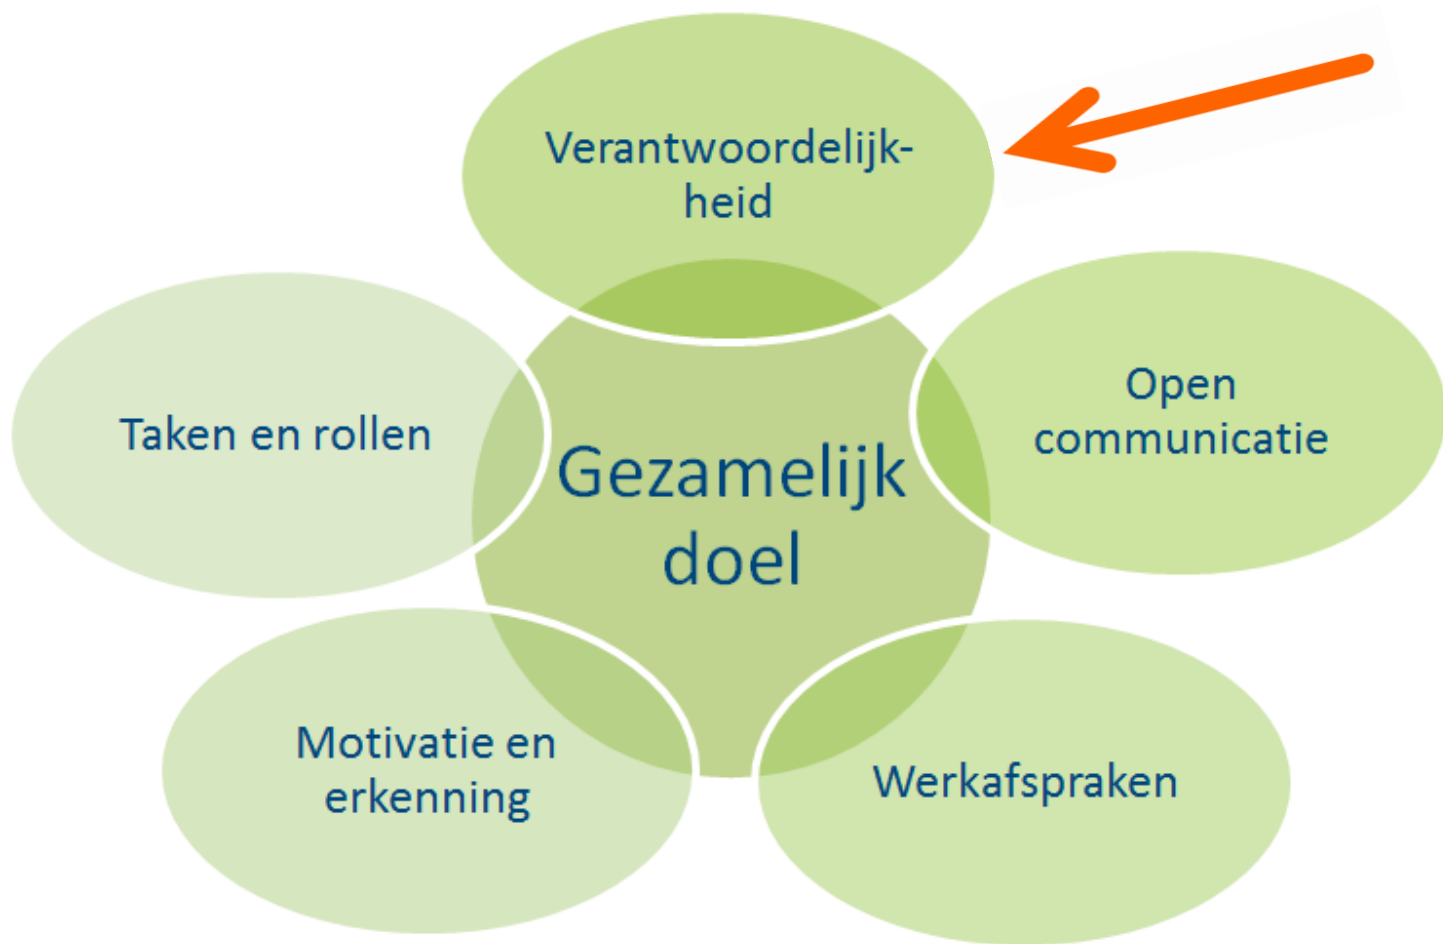 Verantwoordelijk-
heid
Open
communicatie
Taken en rollen
Gezamelijk
doel
Motivatie en
erkenning
Werkafspraken